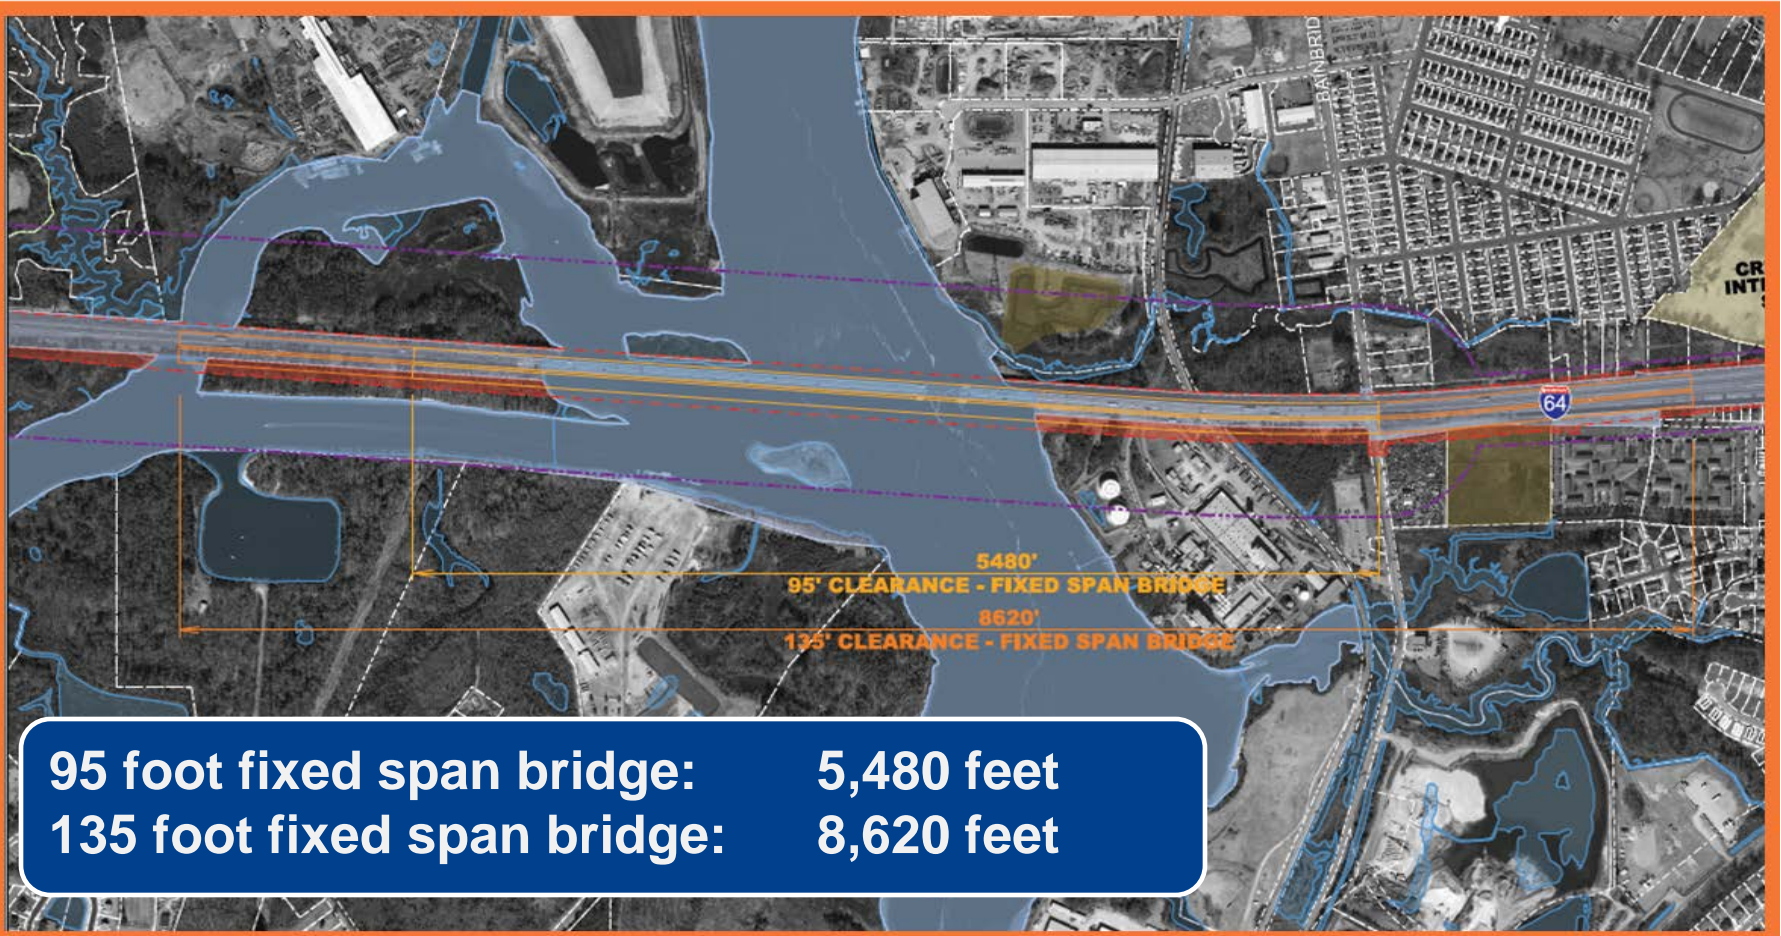 BAINBRID
CR
INT
64
5480'
95' CLEARANCE - FIXED SPAN BRIDGE
8620'
135' CLEARANCE - FIXED SPAN BRIDGE
95 foot fixed span bridge: 5,480 feet
135 foot fixed span bridge: 8,620 feet